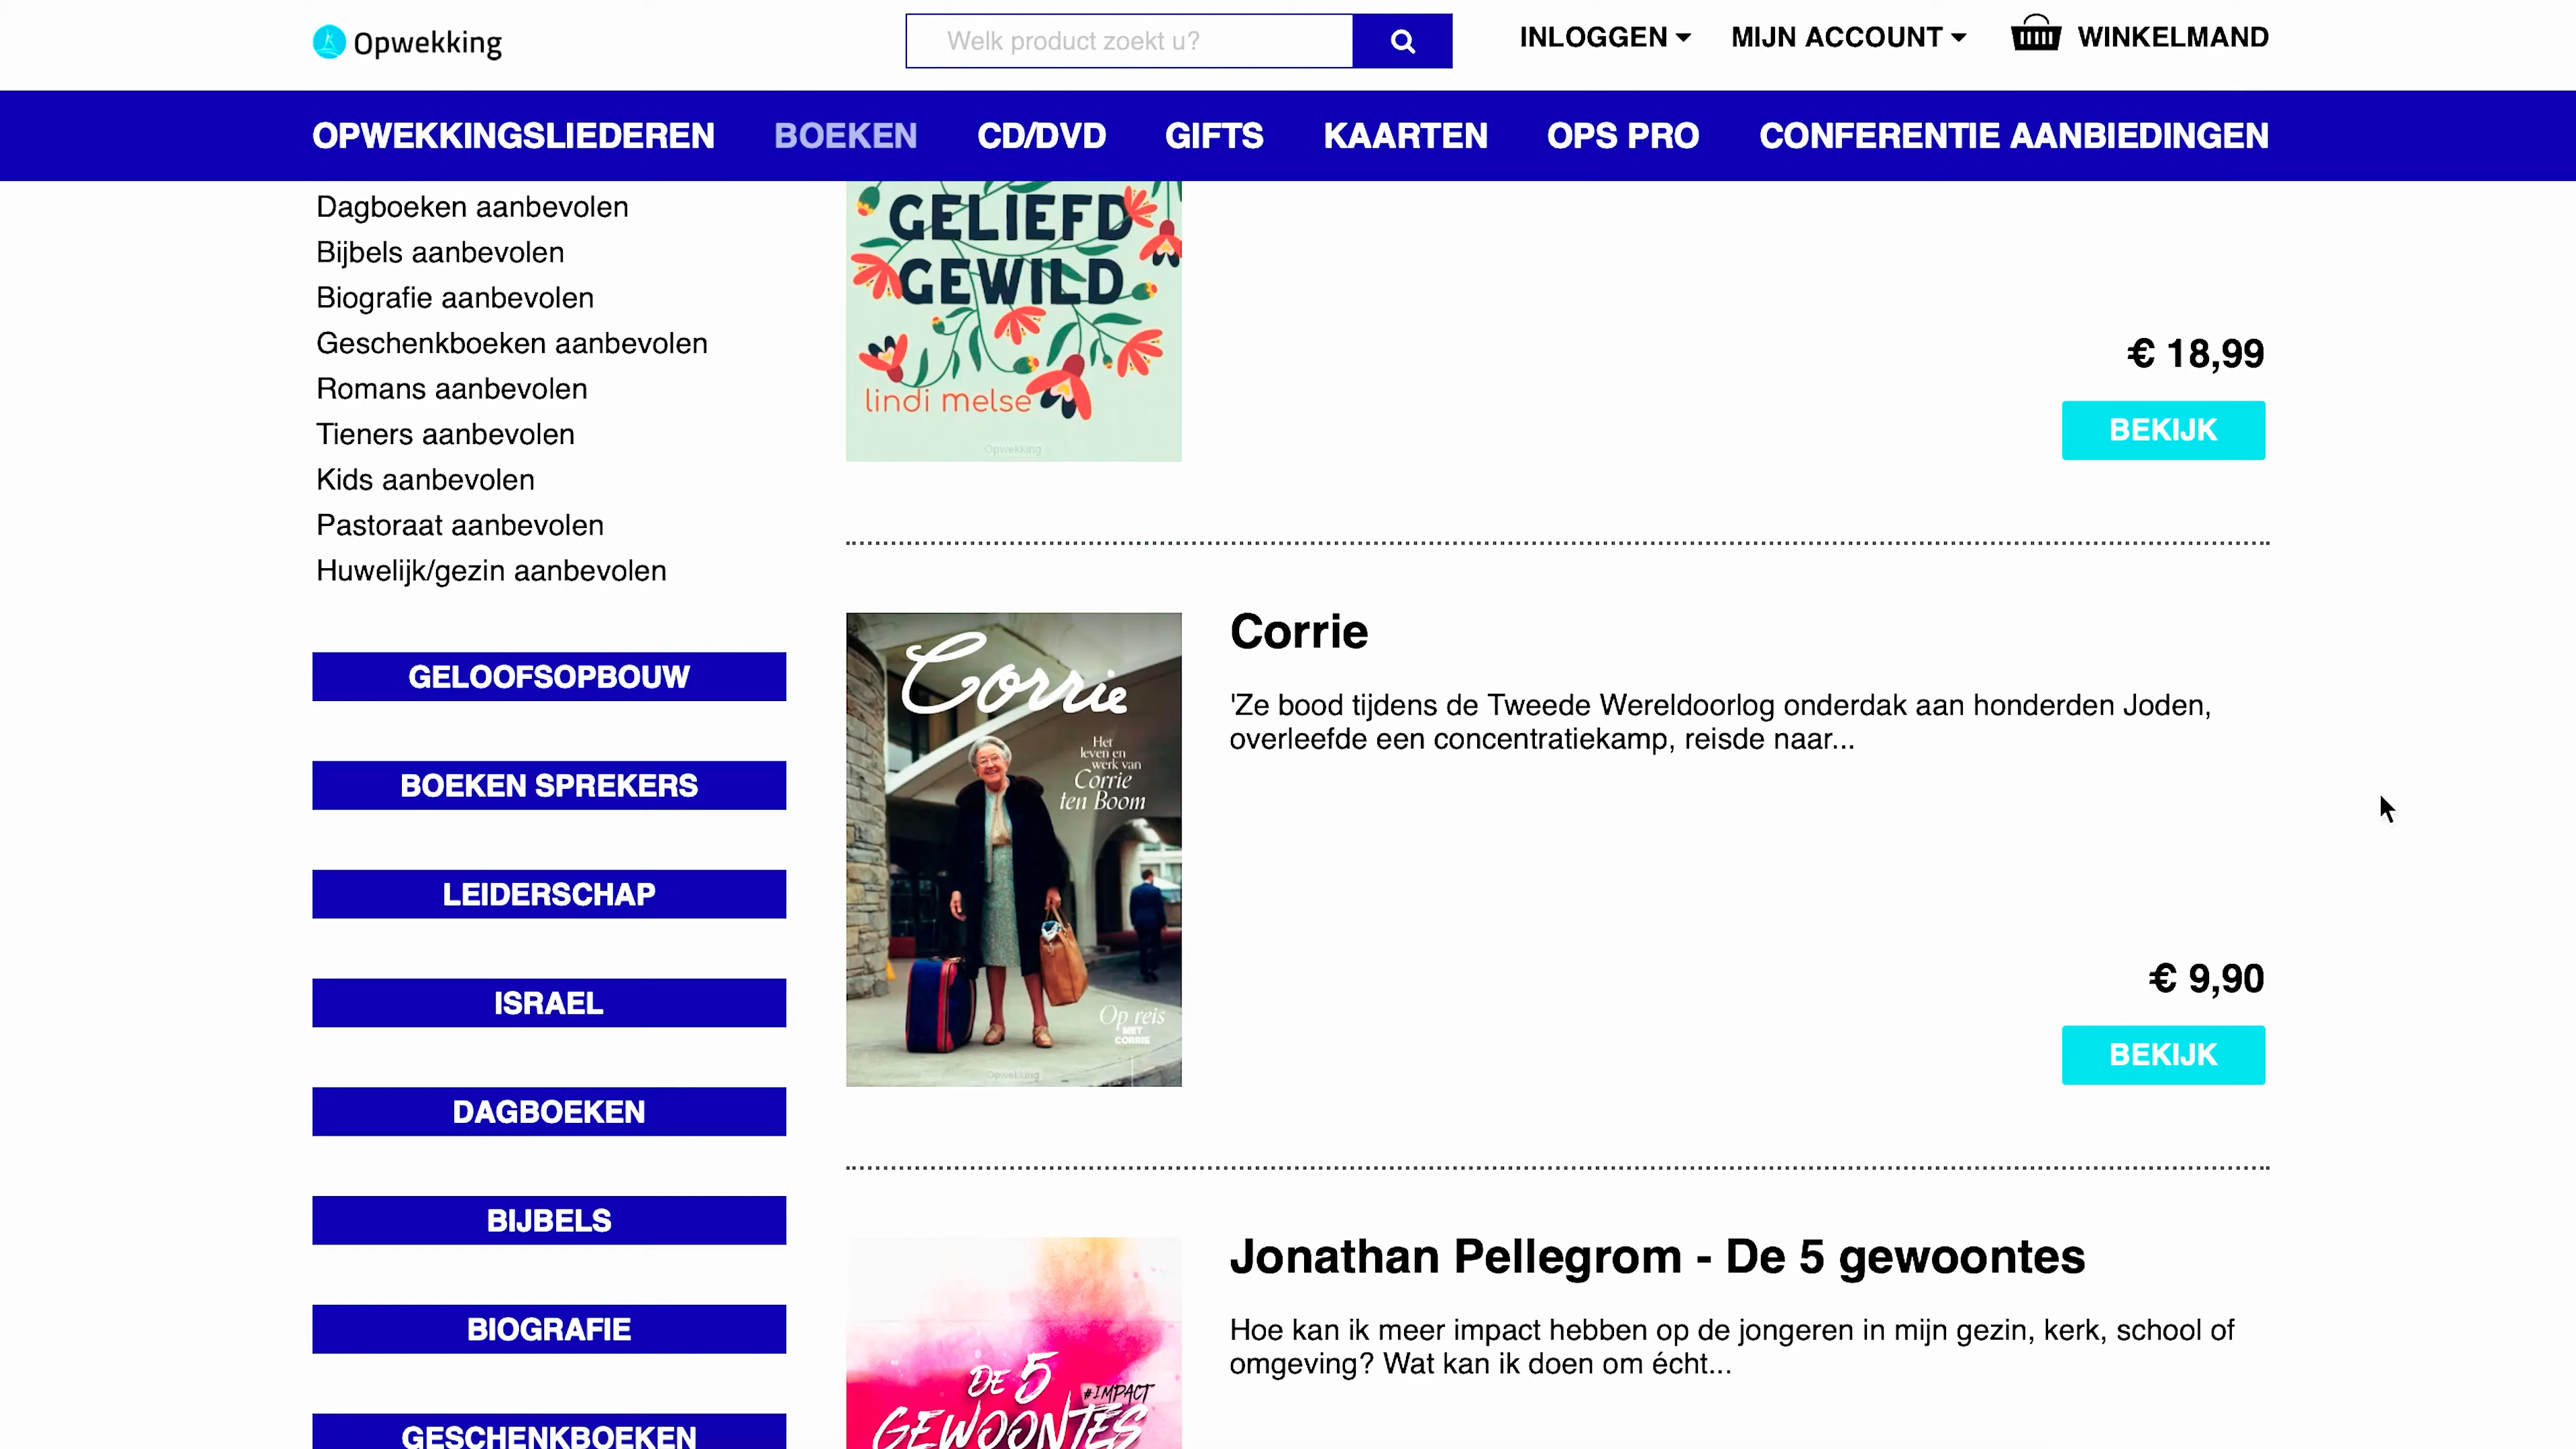 Opwekking
Welk product zoekt u?
INLOGGEN
MIJN ACCOUNT
WINKELMAND
OPWEKKINGSLIEDEREN
BOEKEN
CD/DVD
GIFTS
KAARTEN
OPS PRO
CONFERENTIE AANBIEDINGEN
Dagboeken aanbevolen
Bijbels aanbevolen
Biografie aanbevolen
Geschenkboeken aanbevolen
Romans aanbevolen
Tieners aanbevolen
Kids aanbevolen
Pastoraat aanbevolen
Huwelijk/gezin aanbevolen
GELOOFSOPBOUW
BOEKEN SPREKERS
LEIDERSCHAP
ISRAEL
DAGBOEKEN
BIJBELS
BIOGRAFIE
GESCHENKBOEKEN
GELIEFD
GEWILD
lindi melse
Opwekking
€ 18,99
BEKIJK
Corrie
Het
leven en
werk van
Corrie
ten Boom
Op reis
MET
CORRIE
Opwekking
Corrie
'Ze bood tijdens de Tweede Wereldoorlog onderdak aan honderden Joden,
overleefde een concentratiekamp, reisde naar...
€ 9,90
BEKIJK
DE 5
#IMPACT
GEWOONTES
Jonathan Pellegrom - De 5 gewoontes
Hoe kan ik meer impact hebben op de jongeren in mijn gezin, kerk, school of
omgeving? Wat kan ik doen om écht...